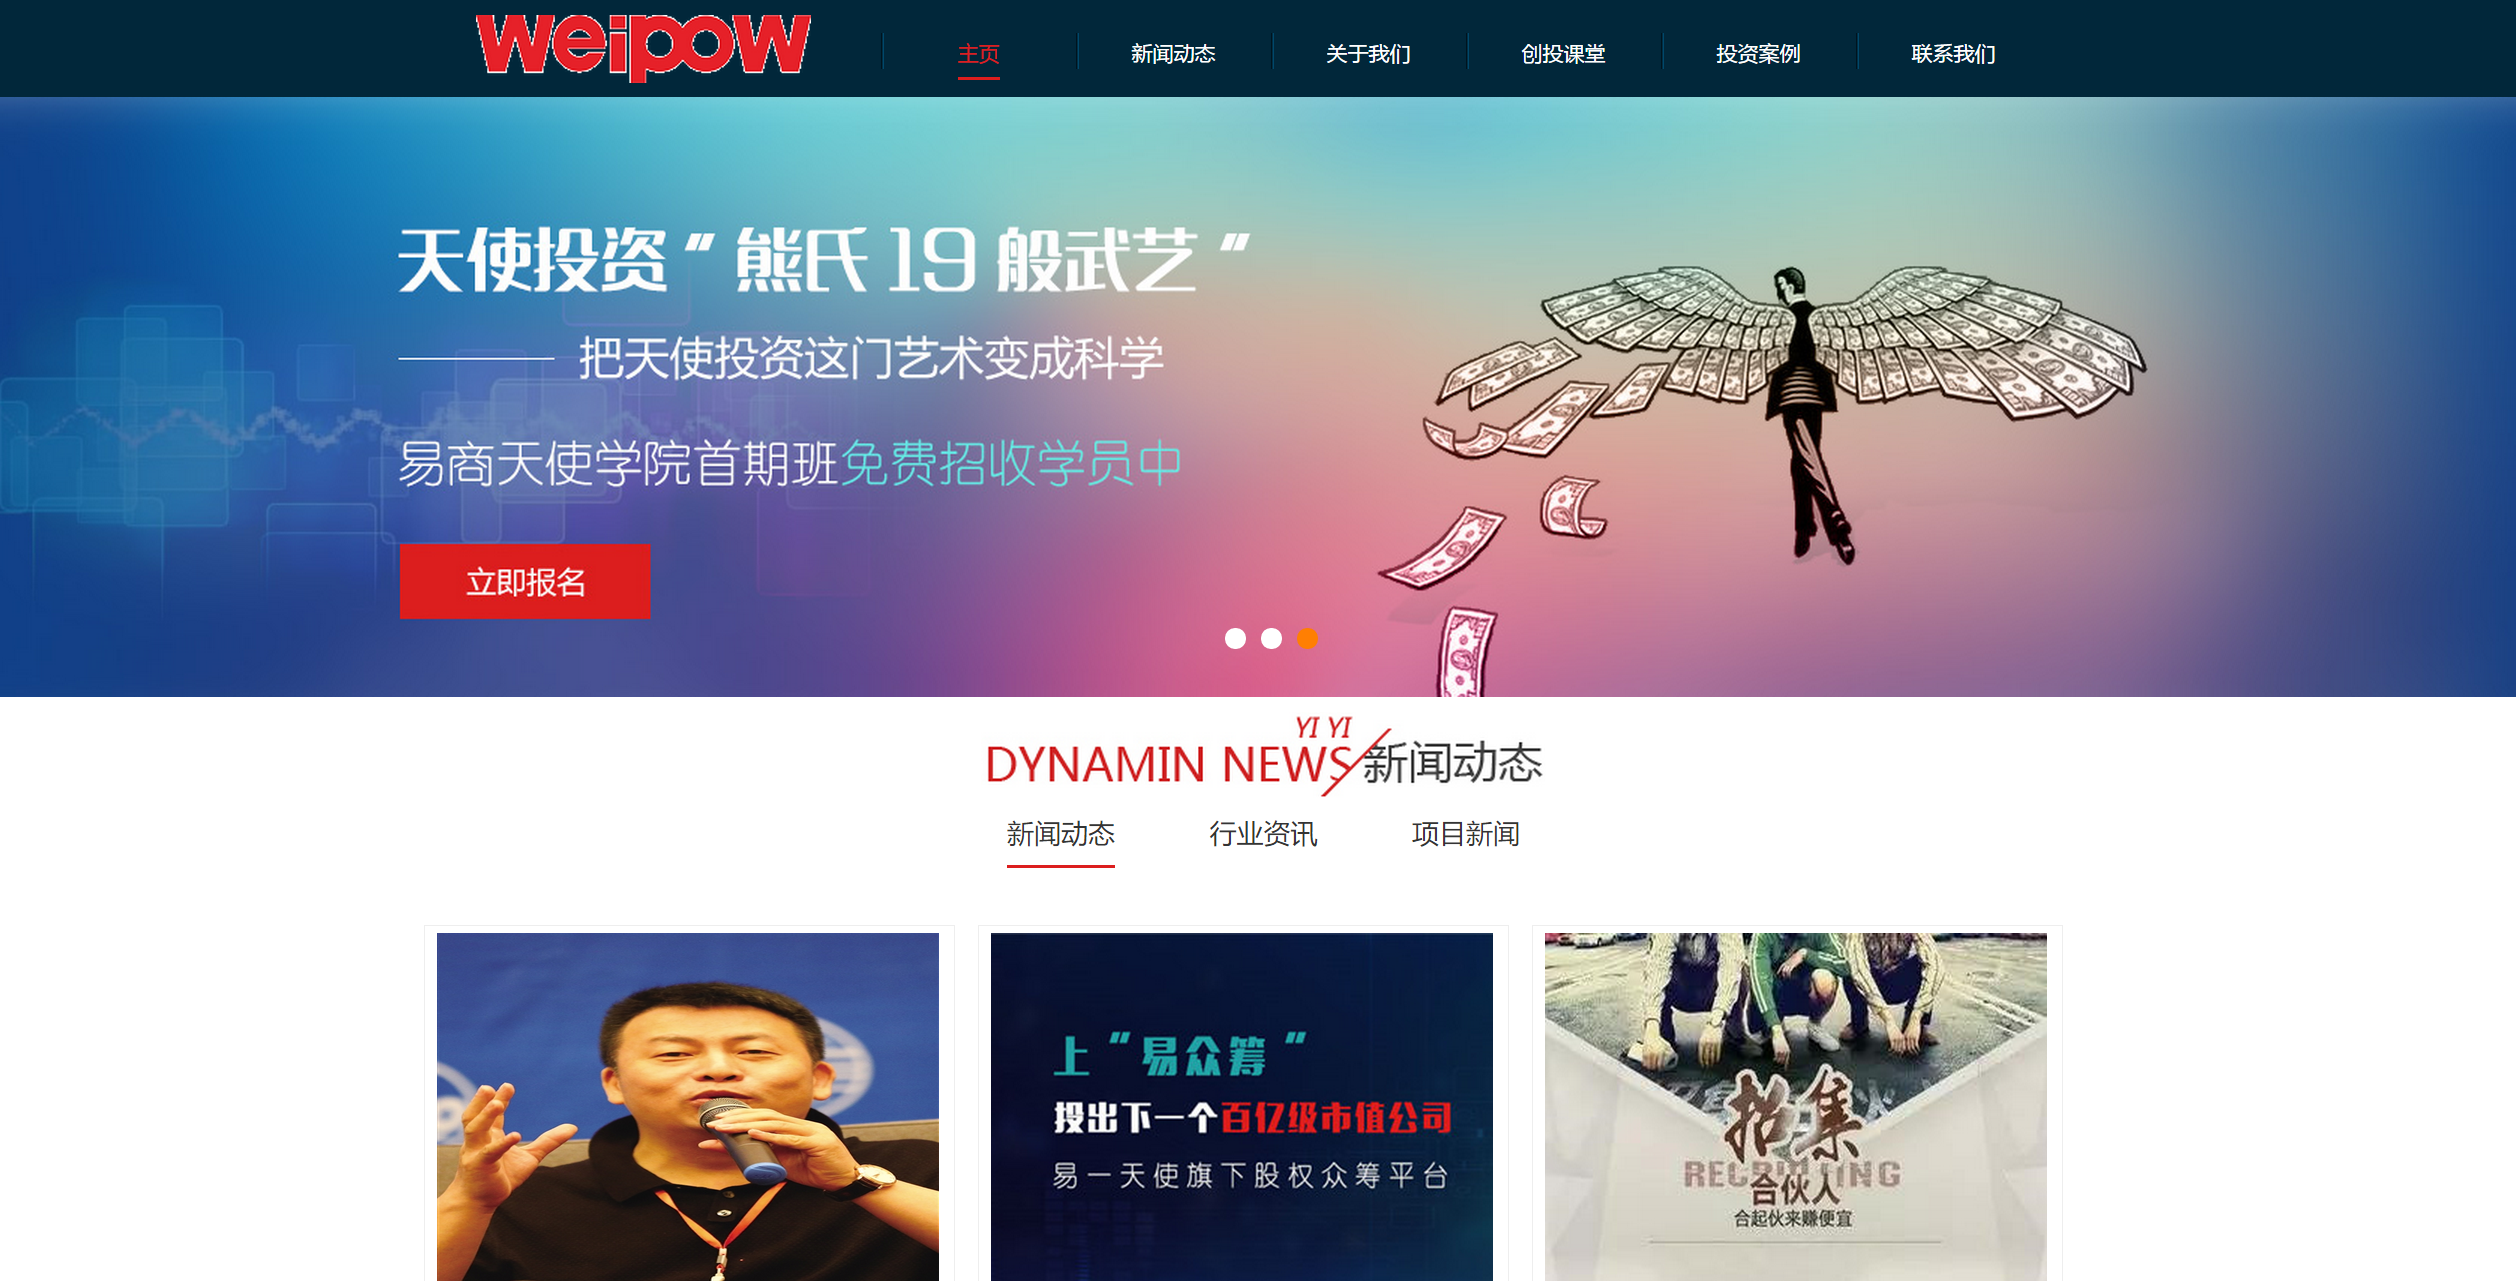 weipow
主页
新闻动态
关于我们
创投课堂
投资案例
联系我们
天使投资“熊氏19般武艺“
把天使投资这门艺术变成科学
易商天使学院首期班免费招收学员中
立即报名
YI YI
DYNAMIN NEWS/新闻动态
新闻动态
行业资讯
项目新闻
上“易众筹“
投出下一个百亿级市值公司
易一天使旗下股权众筹平台
招集
合伙人
合起伙来赚便宜